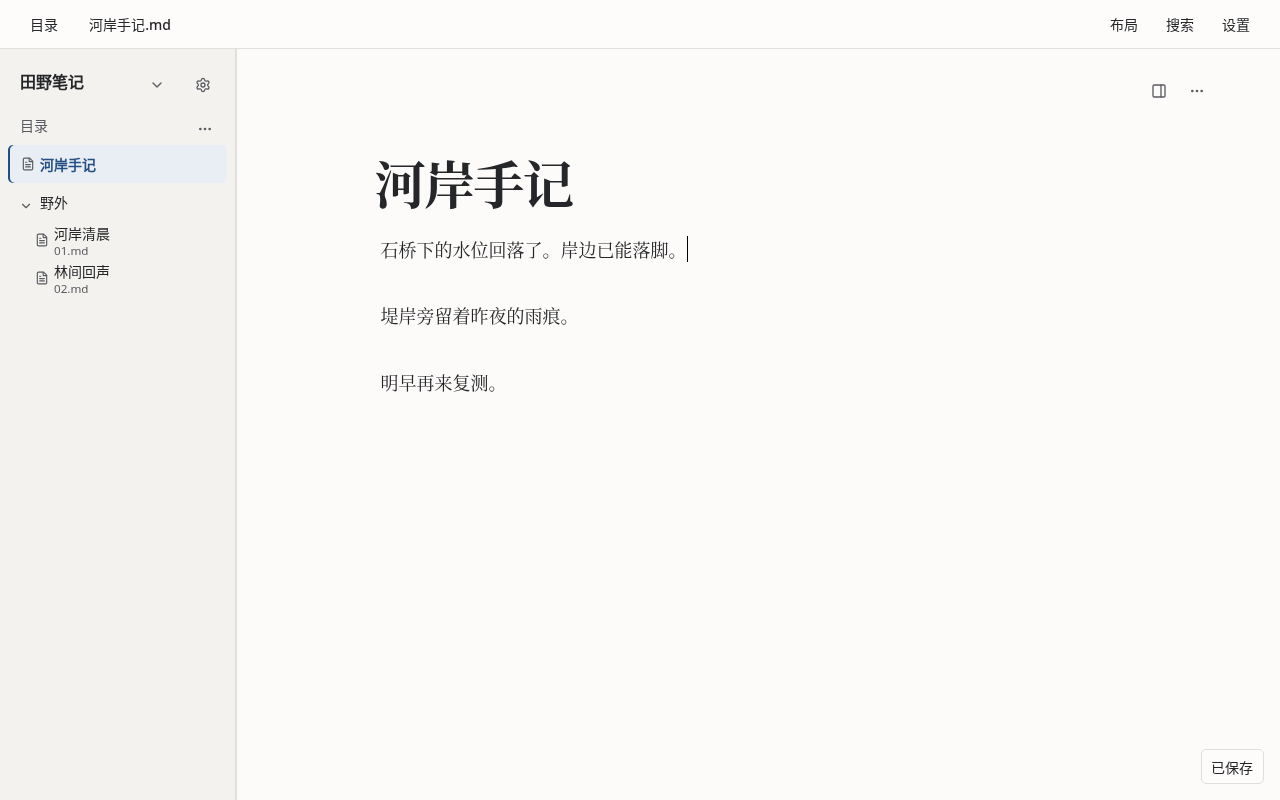 目录 河岸手记.md 布局 搜索 设置
田野笔记
目录
河岸手记
野外
河岸清晨
01.md
林间回声
02.md
河岸手记
石桥下的水位回落了。岸边已能落脚。
堤岸旁留着昨夜的雨痕。
明早再来复测。
已保存